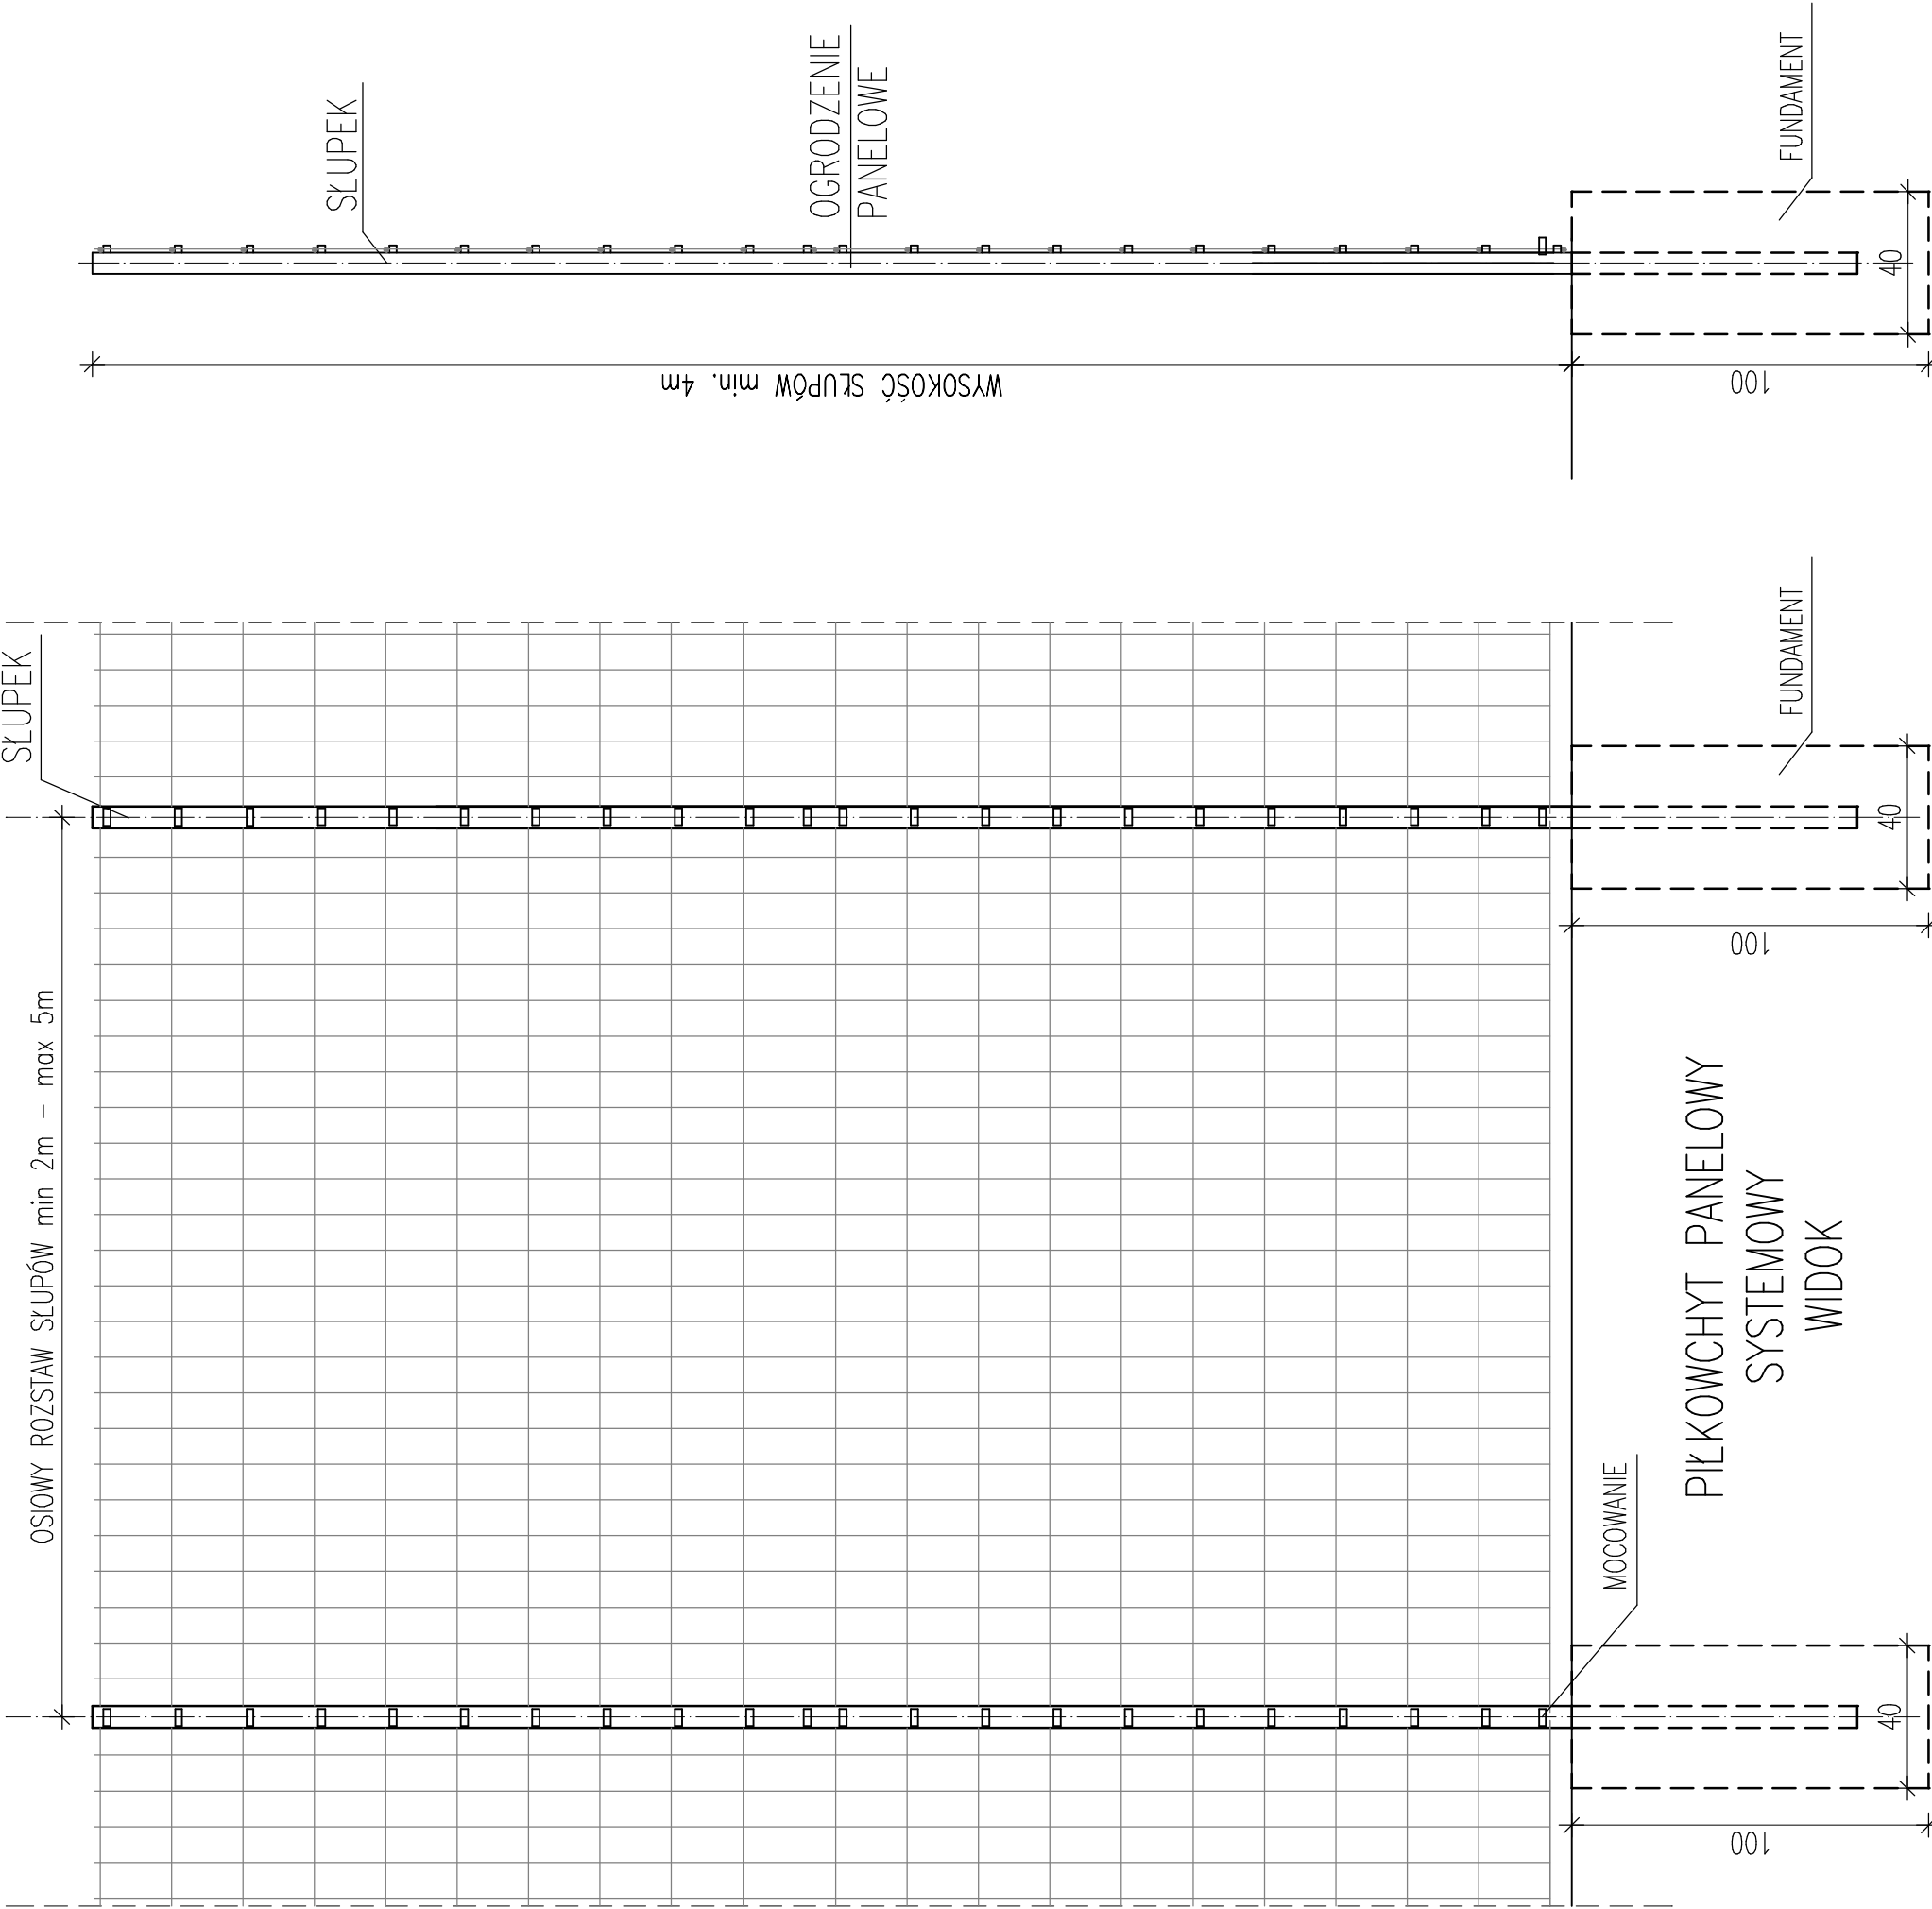 SŁUPEK
OSIOWY ROZSTAW SŁUPÓW min 2m - max 5m
MOCOWANIE
FUNDAMENT
40
100
40
100
PIŁKOWCHYT PANELOWY
SYSTEMOWY
WIDOK
SŁUPEK
OGRODZENIE
PANELOWE
WYSOKOŚĆ SŁUPÓW min. 4m
FUNDAMENT
40
100